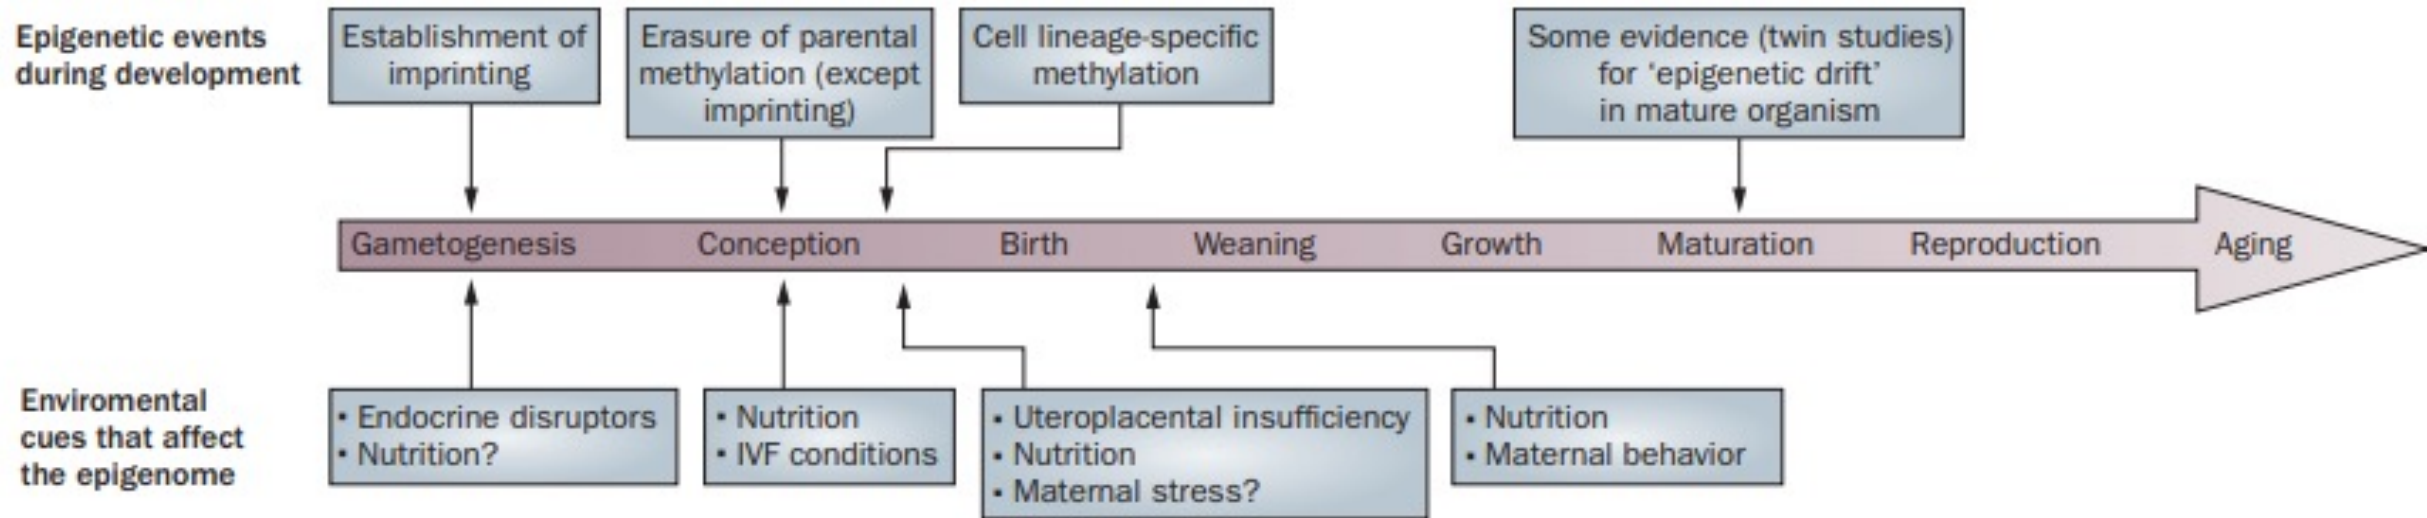 Epigenetic events
during development
Establishment of
imprinting
Erasure of parental
methylation (except
imprinting)
Cell lineage-specific
methylation
Some evidence (twin studies)
for ‘epigenetic drift’
in mature organism
Gametogenesis Conception Birth Weaning Growth Maturation Reproduction Aging
Enviromental
cues that affect
the epigenome
▪ Endocrine disruptors
▪ Nutrition?
▪ Nutrition
▪ IVF conditions
▪ Uteroplacental insufficiency
▪ Nutrition
▪ Maternal stress?
▪ Nutrition
▪ Maternal behavior